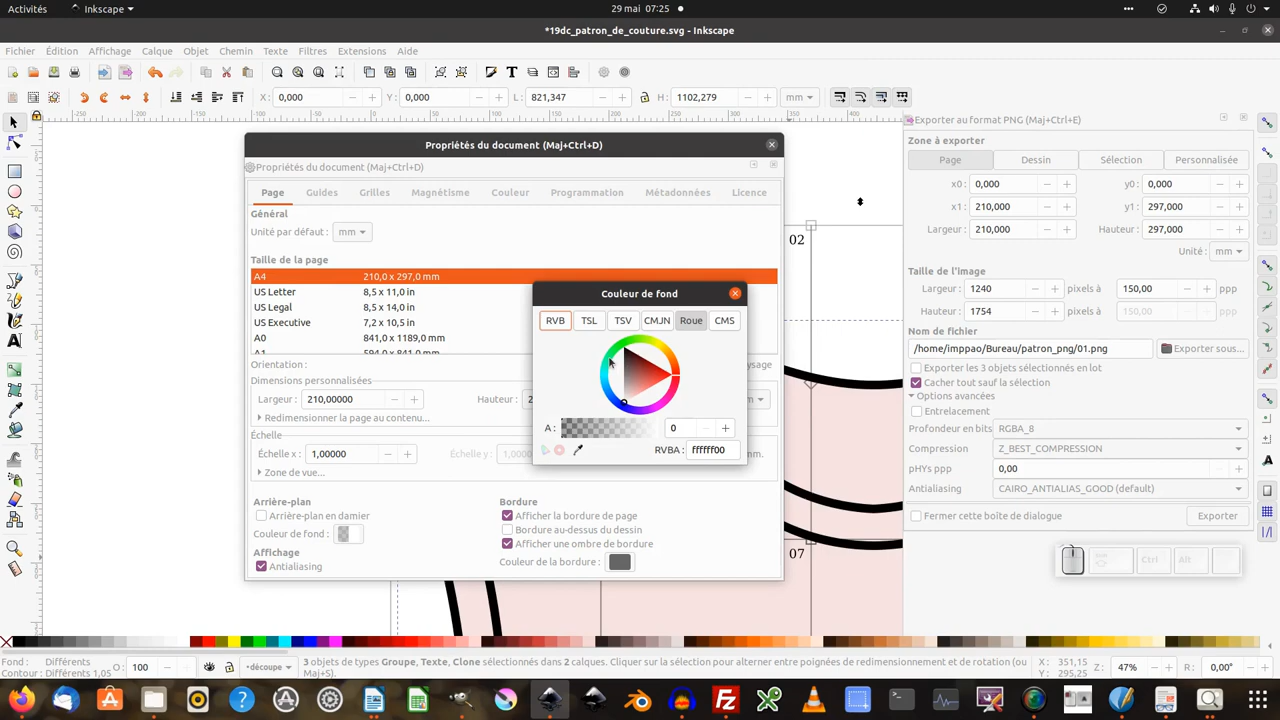 Activités
Inkscape
29 mai 07:25
*19dc_patron_de_couture.svg - Inkscape
Fichier Édition Affichage Calque Objet Chemin Texte Filtres Extensions Aide
X : 0,000 Y : 0,000 L : 821,347 H : 1102,279 mm
Propriétés du document (Maj+Ctrl+D)
Propriétés du document (Maj+Ctrl+D)
Page Guides Grilles Magnétisme Couleur Programmation Métadonnées Licence
Général
Unité par défaut : mm
Taille de la page
A4 210,0 x 297,0 mm
US Letter 8,5 x 11,0 in
US Legal 8,5 x 14,0 in
US Executive 7,2 x 10,5 in
A0 841,0 x 1189,0 mm
A1 594,0 x 841,0 mm
Orientation :
Dimensions personnalisées
Largeur : 210,00000 Hauteur :
Redimensionner la page au contenu...
Échelle
Échelle x : 1,00000 Échelle y :
Zone de vue...
Arrière-plan
Arrière-plan en damier
Couleur de fond :
Affichage
Antialiasing
Bordure
Afficher la bordure de page
Bordure au-dessus du dessin
Afficher une ombre de bordure
Couleur de la bordure :
Couleur de fond
RVB TSL TSV CMJN Roue CMS
A : 0
RVBA : ffffff00
02
07
Exporter au format PNG (Maj+Ctrl+E)
Zone à exporter
Page Dessin Sélection Personnalisée
x0 : 0,000 y0 : 0,000
x1 : 210,000 y1 : 297,000
Largeur : 210,000 Hauteur : 297,000
Unité : mm
Taille de l'image
Largeur : 1240 pixels à 150,00 ppp
Hauteur : 1754 pixels à 150,00 ppp
Nom de fichier
/home/imppao/Bureau/patron_png/01.png Exporter sous...
Exporter les 3 objets sélectionnés en lot
Cacher tout sauf la sélection
Options avancées
Entrelacement
Profondeur en bits RGBA_8
Compression Z_BEST_COMPRESSION
pHYs ppp 0,00
Antialiasing CAIRO_ANTIALIAS_GOOD (default)
Fermer cette boîte de dialogue Exporter
Ctrl Alt
Fond : Différents
Contour : Différents 1,05
O : 100
•découpe
3 objets de types Groupe, Texte, Clone sélectionnés dans 2 calques. Cliquer sur la sélection pour alterner entre poignées de redimensionnement et de rotation (ou
Maj+S).
X : 351,15
Y : 295,25
Z : 47% R : 0,00°